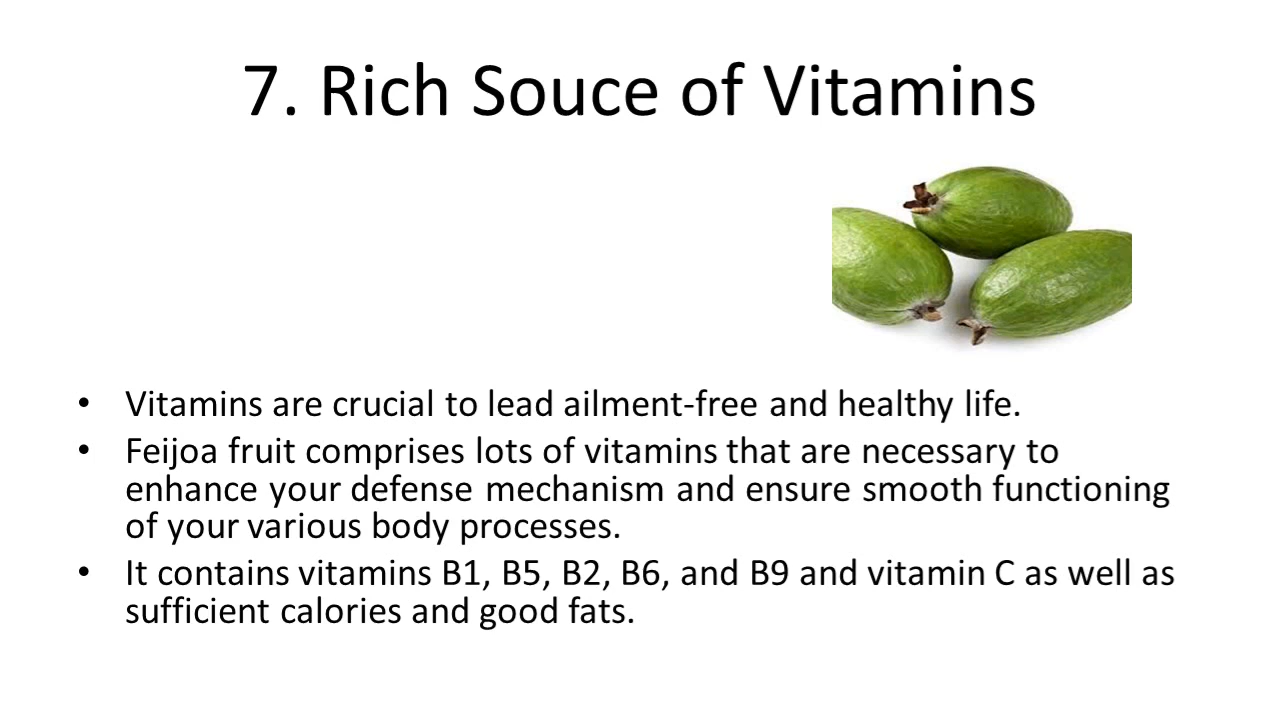 7. Rich Souce of Vitamins
• Vitamins are crucial to lead ailment-free and healthy life.
• Feijoa fruit comprises lots of vitamins that are necessary to
enhance your defense mechanism and ensure smooth functioning
of your various body processes.
• It contains vitamins B1, B5, B2, B6, and B9 and vitamin C as well as
sufficient calories and good fats.